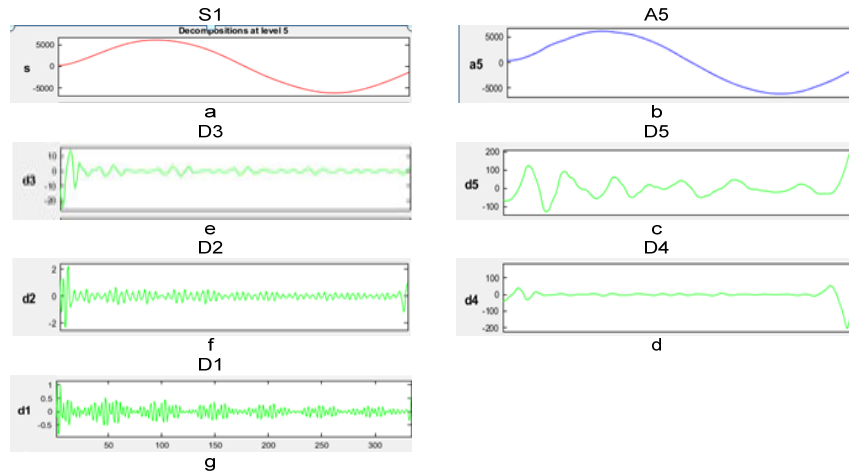 S1 A5
Decompositions at level 5
s 5000 0 -5000
a5 5000 0 -5000
a b
D3 D5
d3 10 0 -10 -20
d5 200 100 0 -100
e c
D2 D4
d2 2 0 -2
d4 100 0 -100 -200
f d
D1
d1 1 0.5 0 -0.5
50 100 150 200 250 300
g